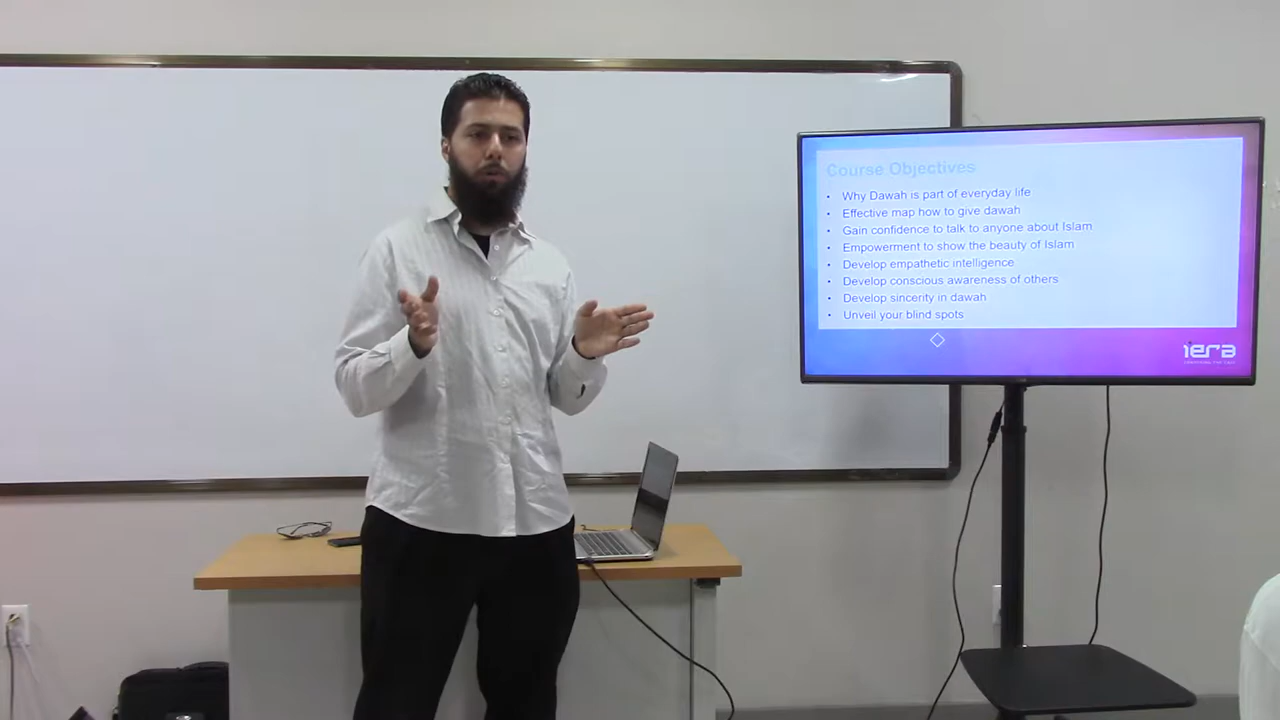 Course Objectives
• Why Dawah is part of everyday life
• Effective map how to give dawah
• Gain confidence to talk to anyone about Islam
• Empowerment to show the beauty of Islam
• Develop empathetic intelligence
• Develop conscious awareness of others
• Develop sincerity in dawah
• Unveil your blind spots
iera